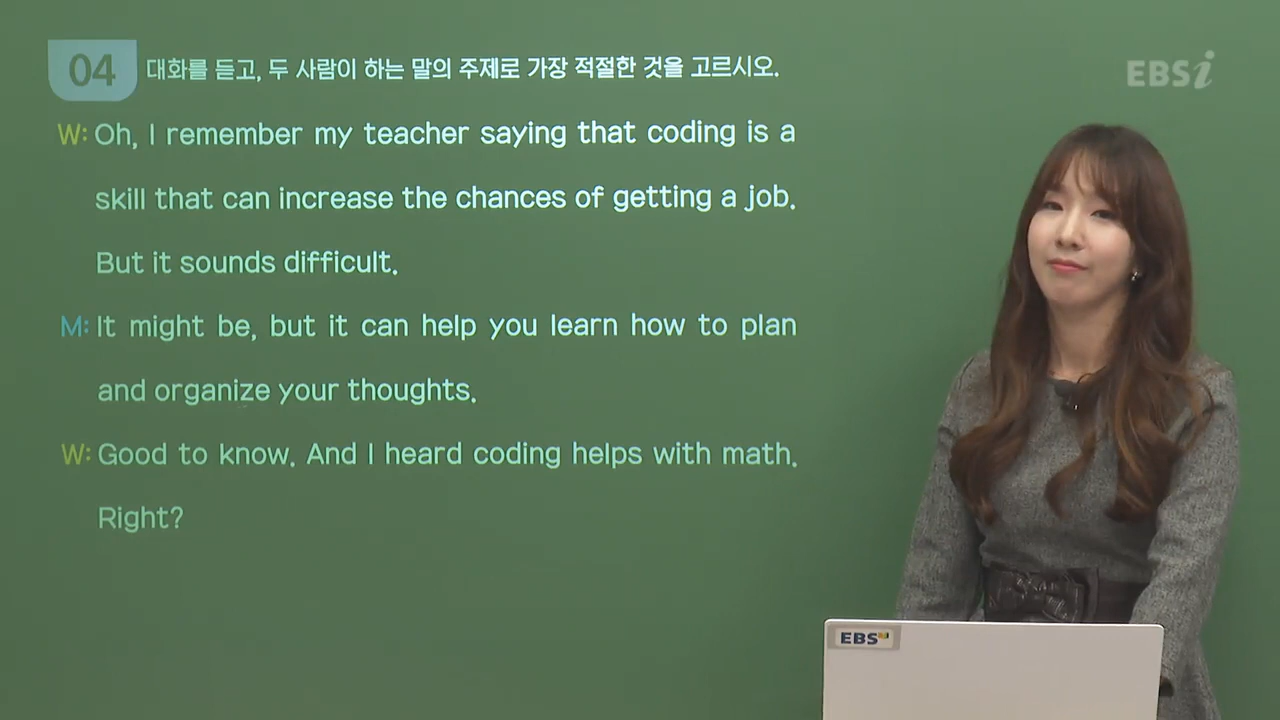 04 대화를 듣고, 두 사람이 하는 말의 주제로 가장 적절한 것을 고르시오.
EBSi
W: Oh, I remember my teacher saying that coding is a
skill that can increase the chances of getting a job.
But it sounds difficult.
M: It might be, but it can help you learn how to plan
and organize your thoughts.
W: Good to know. And I heard coding helps with math.
Right?
EBS